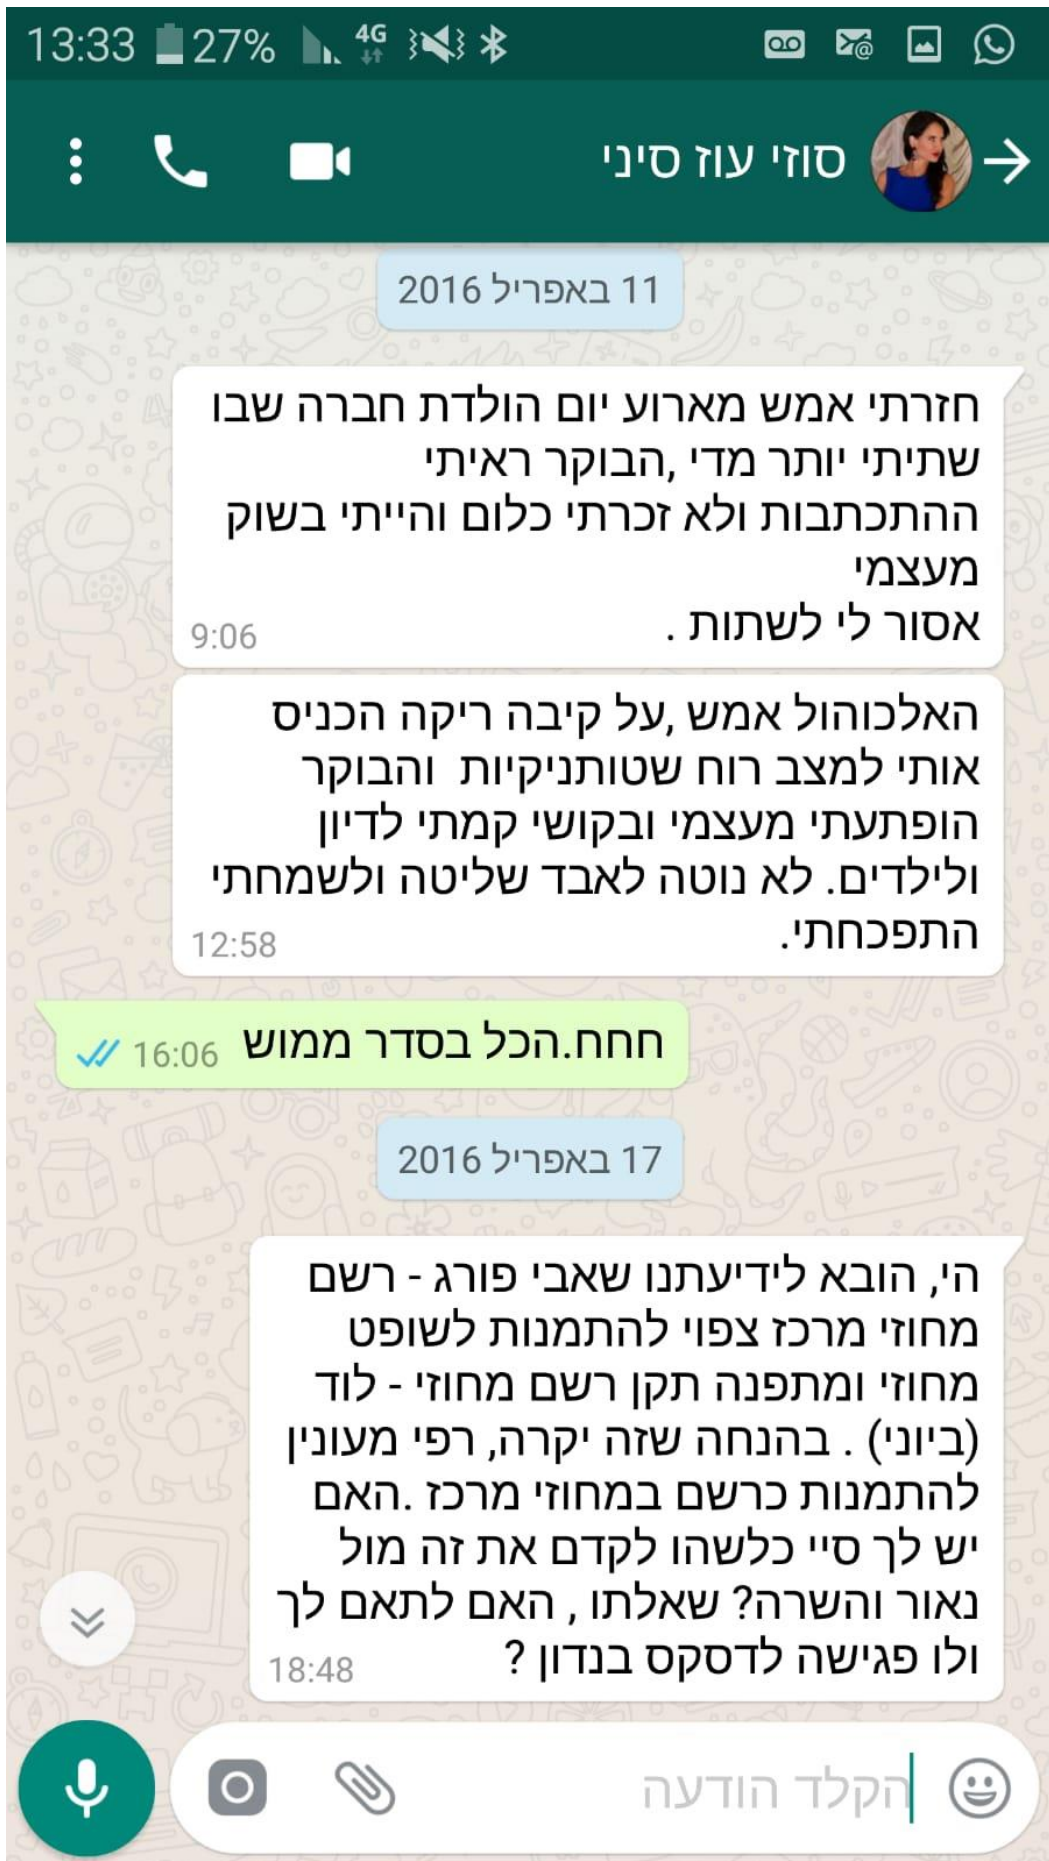 13:33 27% 4G
סוזי עוז סיני
11 באפריל 2016
חזרתי אמש מארוע יום הולדת חברה שבו
שתיתי יותר מדי ,הבוקר ראיתי
ההתכתבות ולא זכרתי כלום והייתי בשוק
מעצמי
אסור לי לשתות .
9:06
האלכוהול אמש ,על קיבה ריקה הכניס
אותי למצב רוח שטותניקיות והבוקר
הופתעתי מעצמי ובקושי קמתי לדיון
ולילדים. לא נוטה לאבד שליטה ולשמחתי
התפכחתי.
12:58
חחח.הכל בסדר ממוש 16:06
17 באפריל 2016
הי, הובא לידיעתנו שאבי פורג - רשם
מחוזי מרכז צפוי להתמנות לשופט
מחוזי ומתפנה תקן רשם מחוזי - לוד
(ביוני) . בהנחה שזה יקרה, רפי מעונין
להתמנות כרשם במחוזי מרכז .האם
יש לך סיי כלשהו לקדם את זה מול
נאור והשרה? שאלתו , האם לתאם לך
ולו פגישה לדסקס בנדון ?
18:48
הקלד הודעה